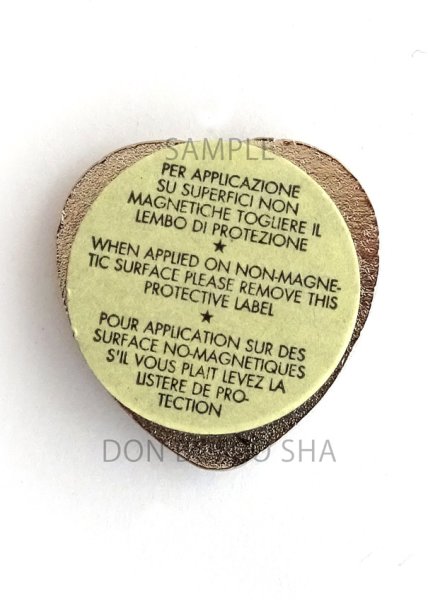 SAMPLE
PER APPLICAZIONE
SU SUPERFICI NON
MAGNETICHE TOGLIERE IL
LEMBO DI PROTEZIONE
★
WHEN APPLIED ON NON-MAGNE-
TIC SURFACE PLEASE REMOVE THIS
PROTECTIVE LABEL
★
POUR APPLICATION SUR DES
SURFACE NO-MAGNETIQUES
S'IL VOUS PLAIT LEVEZ LA
LISTERE DE PRO-
TECTION
DON SHA